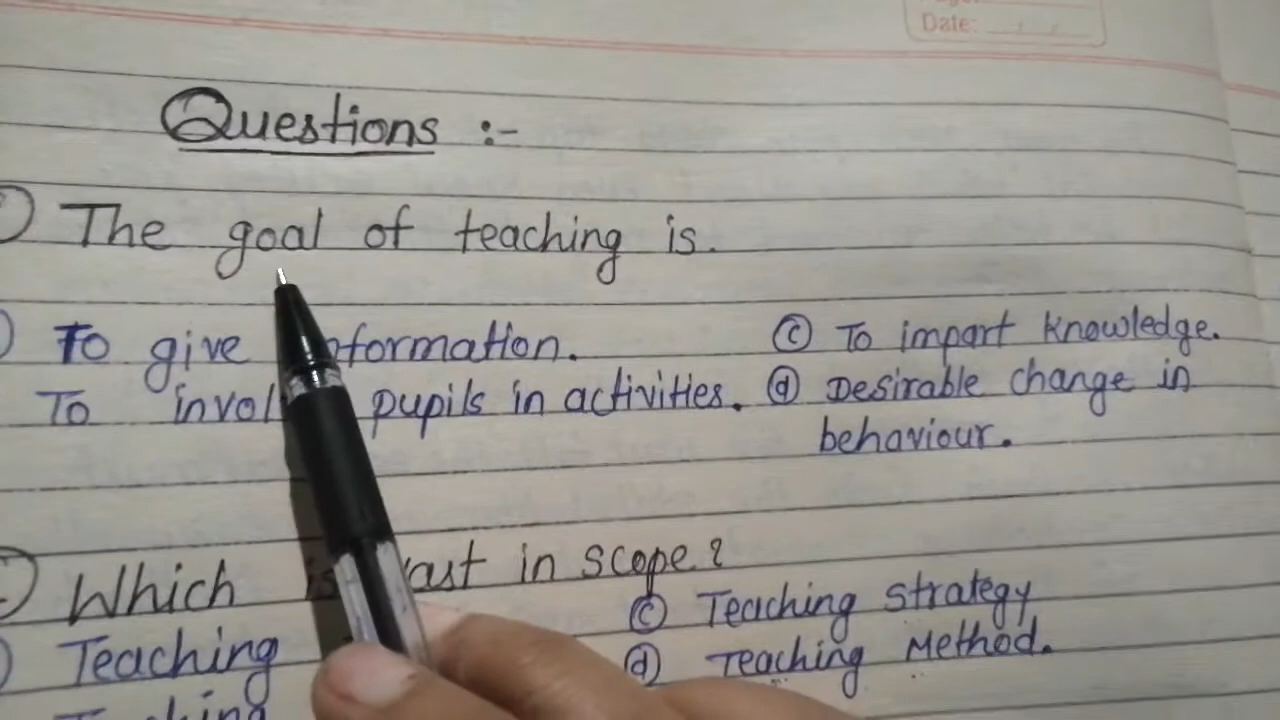 Date:
Questions :-
The goal of teaching is.
To give information. © To impart knowledge.
To involve pupils in activities. ⓓ Desirable change in
behaviour.
Which is vast in scope?
© Teaching strategy
Teaching
ⓓ Teaching Method.